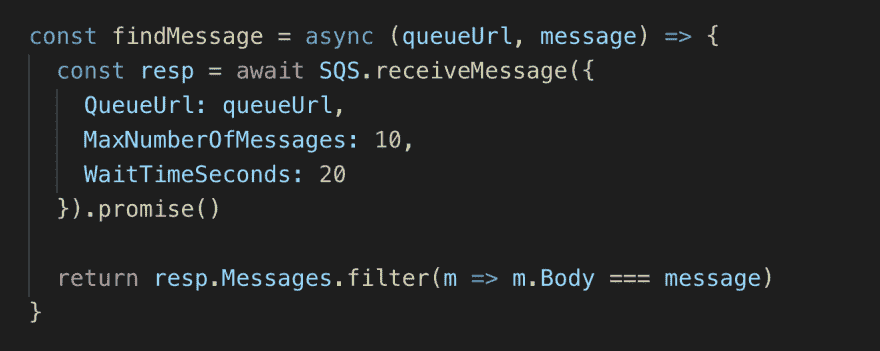 const findMessage = async (queueUrl, message) => {
  const resp = await SQS.receiveMessage({
    QueueUrl: queueUrl,
    MaxNumberOfMessages: 10,
    WaitTimeSeconds: 20
  }).promise()

  return resp.Messages.filter(m => m.Body === message)
}